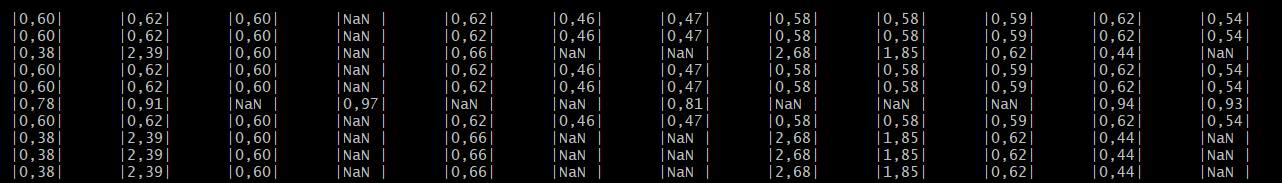 |0,60| |0,62| |0,60| |NaN | |0,62| |0,46| |0,47| |0,58| |0,58| |0,59| |0,62| |0,54|
|0,60| |0,62| |0,60| |NaN | |0,62| |0,46| |0,47| |0,58| |0,58| |0,59| |0,62| |0,54|
|0,38| |2,39| |0,60| |NaN | |0,66| |NaN | |NaN | |2,68| |1,85| |0,62| |0,44| |NaN |
|0,60| |0,62| |0,60| |NaN | |0,62| |0,46| |0,47| |0,58| |0,58| |0,59| |0,62| |0,54|
|0,60| |0,62| |0,60| |NaN | |0,62| |0,46| |0,47| |0,58| |0,58| |0,59| |0,62| |0,54|
|0,78| |0,91| |NaN | |0,97| |NaN | |NaN | |0,81| |NaN | |NaN | |NaN | |0,94| |0,93|
|0,60| |0,62| |0,60| |NaN | |0,62| |0,46| |0,47| |0,58| |0,58| |0,59| |0,62| |0,54|
|0,38| |2,39| |0,60| |NaN | |0,66| |NaN | |NaN | |2,68| |1,85| |0,62| |0,44| |NaN |
|0,38| |2,39| |0,60| |NaN | |0,66| |NaN | |NaN | |2,68| |1,85| |0,62| |0,44| |NaN |
|0,38| |2,39| |0,60| |NaN | |0,66| |NaN | |NaN | |2,68| |1,85| |0,62| |0,44| |NaN |